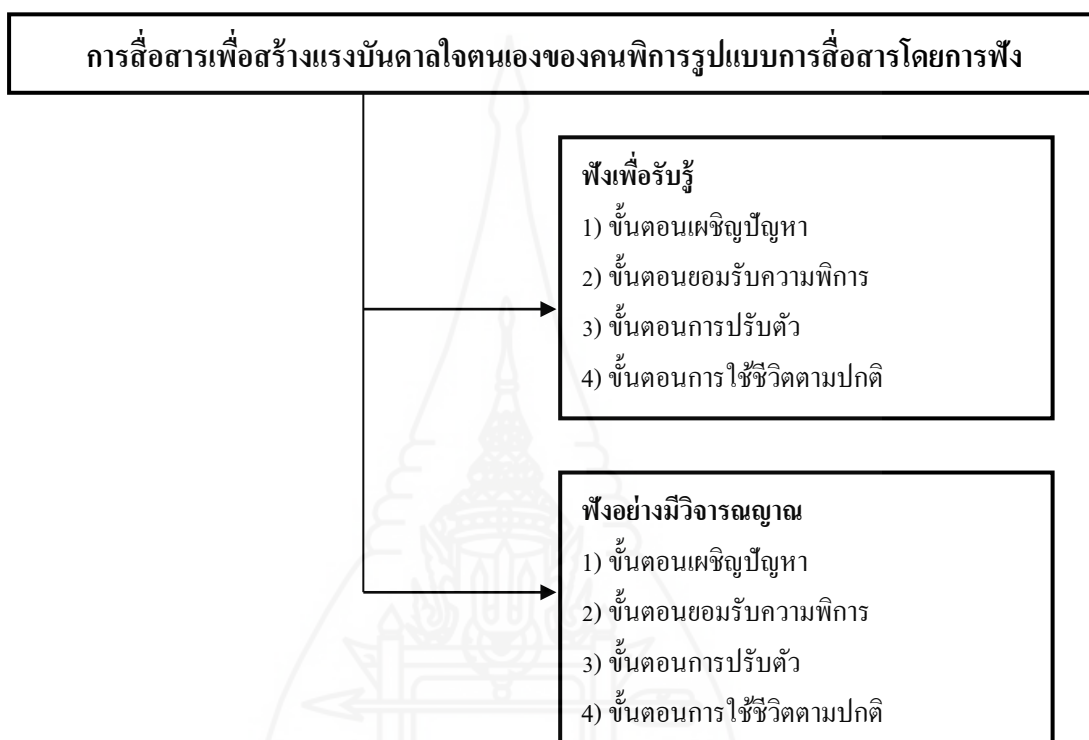 การสื่อสารเพื่อสร้างแรงบันดาลใจตนเองของคนพิการรูปแบบการสื่อสารโดยการฟัง
ฟังเพื่อรับรู้
1) ขั้นตอนเผชิญปัญหา
2) ขั้นตอนยอมรับความพิการ
3) ขั้นตอนการปรับตัว
4) ขั้นตอนการใช้ชีวิตตามปกติ
ฟังอย่างมีวิจารณญาณ
1) ขั้นตอนเผชิญปัญหา
2) ขั้นตอนยอมรับความพิการ
3) ขั้นตอนการปรับตัว
4) ขั้นตอนการใช้ชีวิตตามปกติ